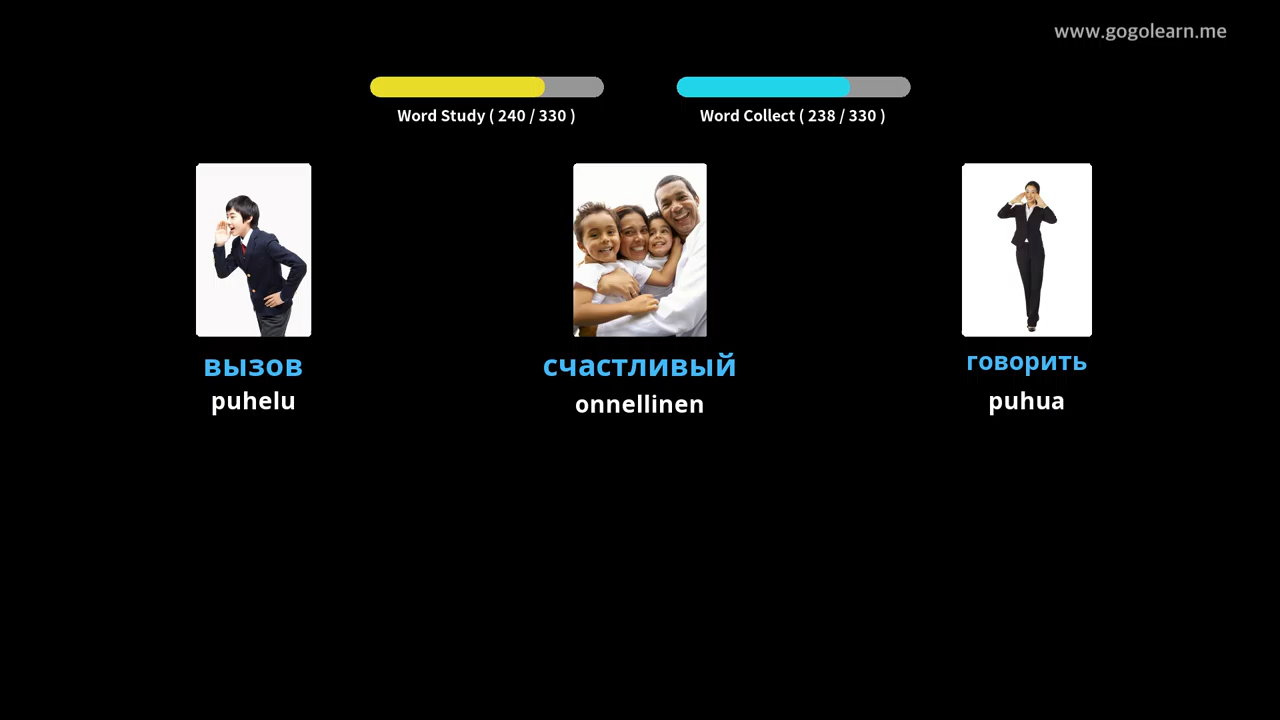 www.gogolearn.me
Word Study ( 240 / 330 )
Word Collect ( 238 / 330 )
вызов
счастливый
говорить
puhelu
onnellinen
puhua